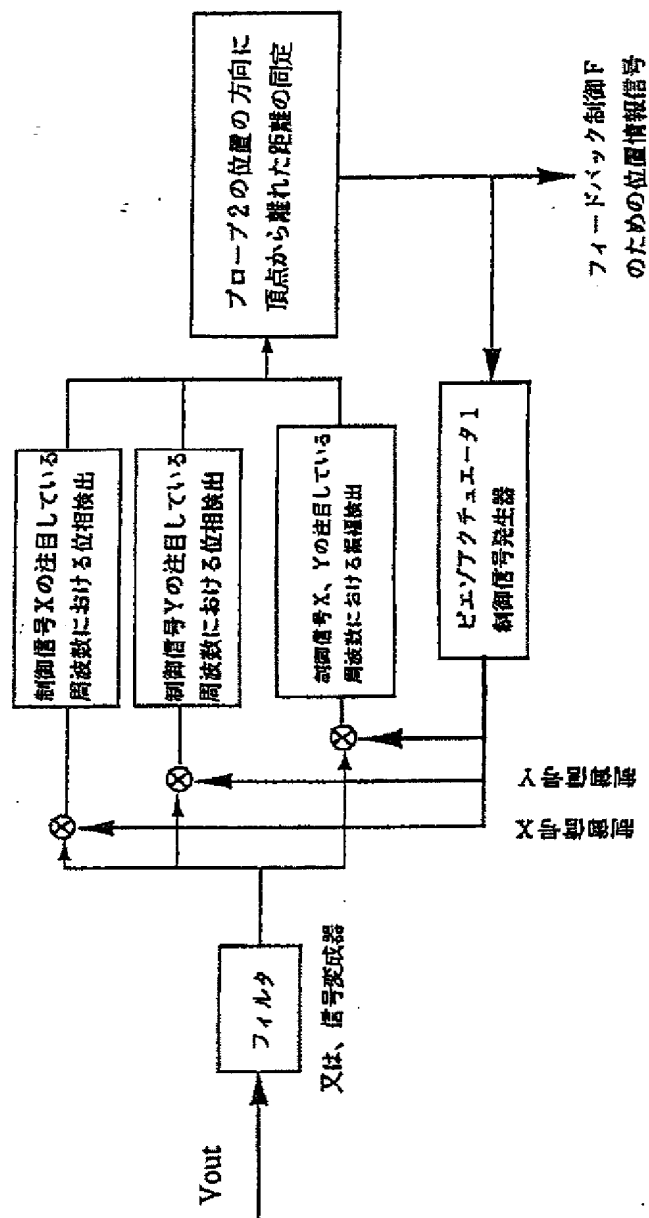 Vout
フィルタ
又は、信号変成器
制御信号Xの注目している
周波数における位相検出
制御信号Yの注目している
周波数における位相検出
制御信号X、Yの注目している
周波数における振幅検出
プローブ2の位置の方向に
頂点から離れた距離の同定
ピエゾアクチュエータ1
制御信号発生器
制御信号X
制御信号Y
フィードバック制御F
のための位置情報信号